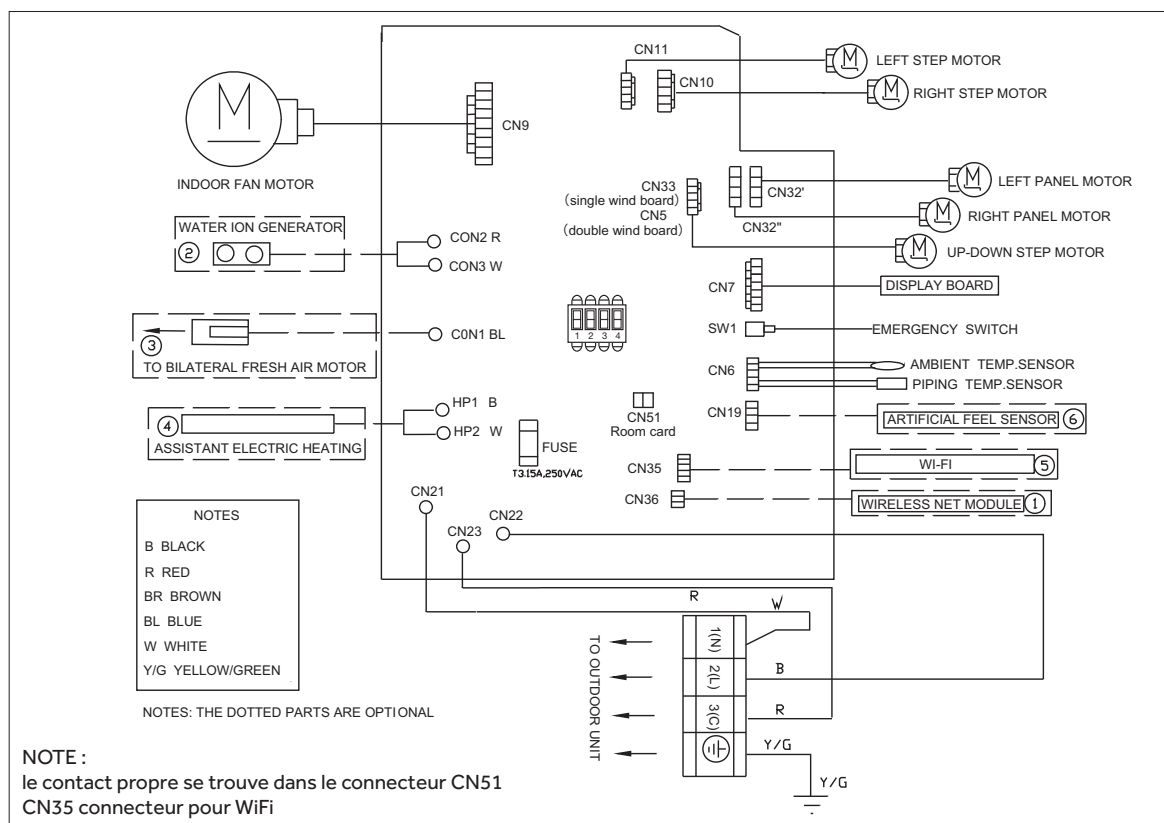 CN11
LEFT STEP MOTOR
CN10
RIGHT STEP MOTOR
M
CN9
INDOOR FAN MOTOR
CN33
(single wind board)
CN5
(double wind board)
CN32'
LEFT PANEL MOTOR
CN32"
RIGHT PANEL MOTOR
UP-DOWN STEP MOTOR
WATER ION GENERATOR
2
CON2 R
CON3 W
CN7
DISPLAY BOARD
1 2 3 4
SW1
EMERGENCY SWITCH
3
C0N1 BL
TO BILATERAL FRESH AIR MOTOR
CN6
AMBIENT TEMP.SENSOR
PIPING TEMP.SENSOR
HP1 B
HP2 W
4
ASSISTANT ELECTRIC HEATING
CN51
Room card
CN19
ARTIFICIAL FEEL SENSOR 6
FUSE
T3.15A,250VAC
CN35
WI-FI 5
CN36
WIRELESS NET MODULE 1
CN21
CN23
CN22
NOTES
B BLACK
R RED
BR BROWN
BL BLUE
W WHITE
Y/G YELLOW/GREEN
NOTES: THE DOTTED PARTS ARE OPTIONAL
R
W
TO OUTDOOR UNIT
1(N)
2(L)
B
3(C)
R
Y/G
Y/G
NOTE :
le contact propre se trouve dans le connecteur CN51
CN35 connecteur pour WiFi